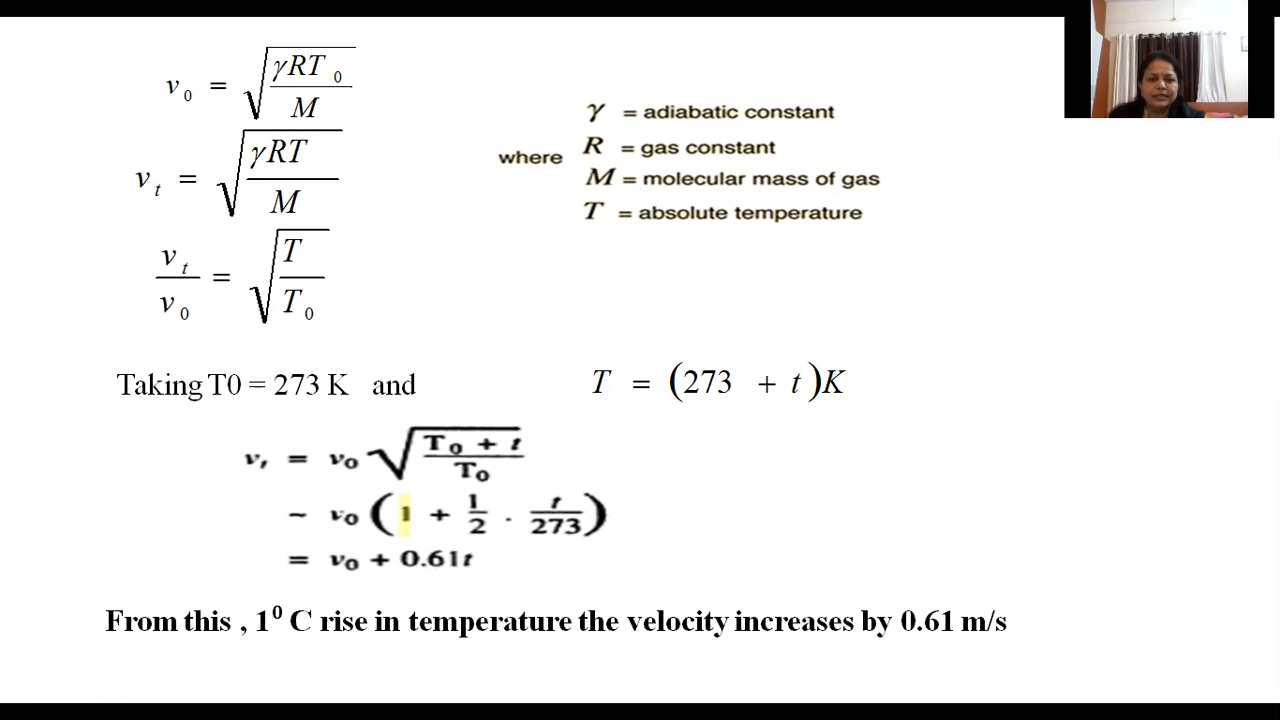 v₀ = √(γRT₀/M)
v_t = √(γRT/M)
v_t/v₀ = √(T/T₀)
where
γ = adiabatic constant
R = gas constant
M = molecular mass of gas
T = absolute temperature
Taking T0 = 273 K and T = (273 + t)K
vₜ = v₀ √((T₀ + t)/T₀)
~ v₀ (1 + 1/2 · t/273)
= v₀ + 0.61t
From this , 1⁰ C rise in temperature the velocity increases by 0.61 m/s